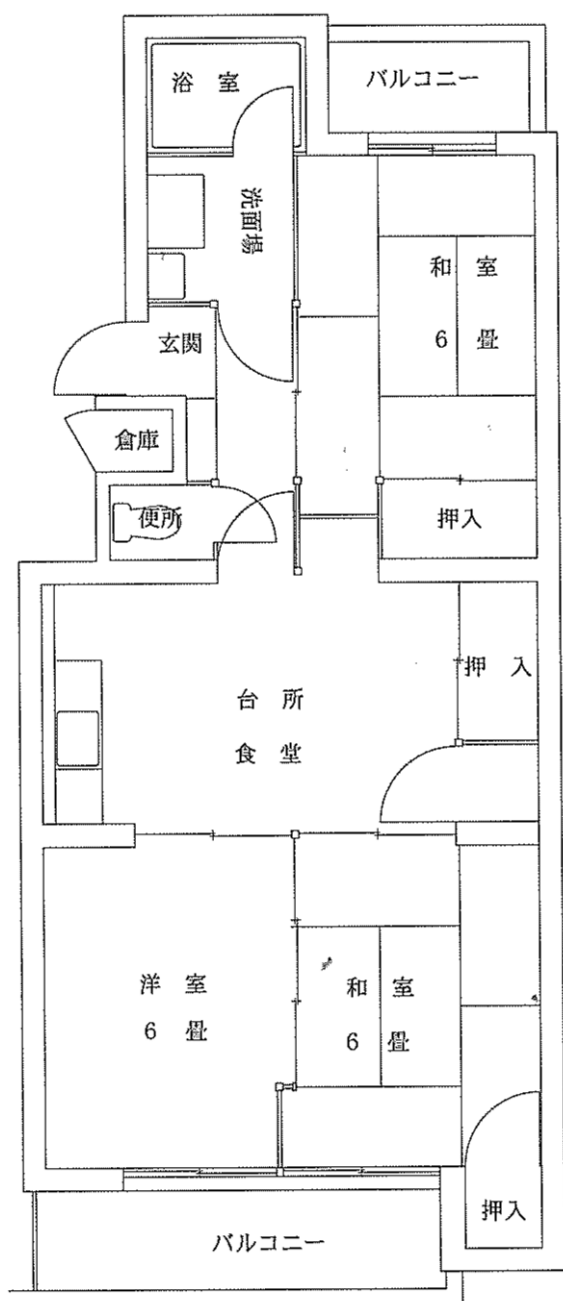 浴 室
バルコニー
洗面場
和 室
6 畳
玄関
倉庫
便所
押入
押 入
台 所
食 堂
洋 室
6 畳
和 室
6 畳
押入
バルコニー